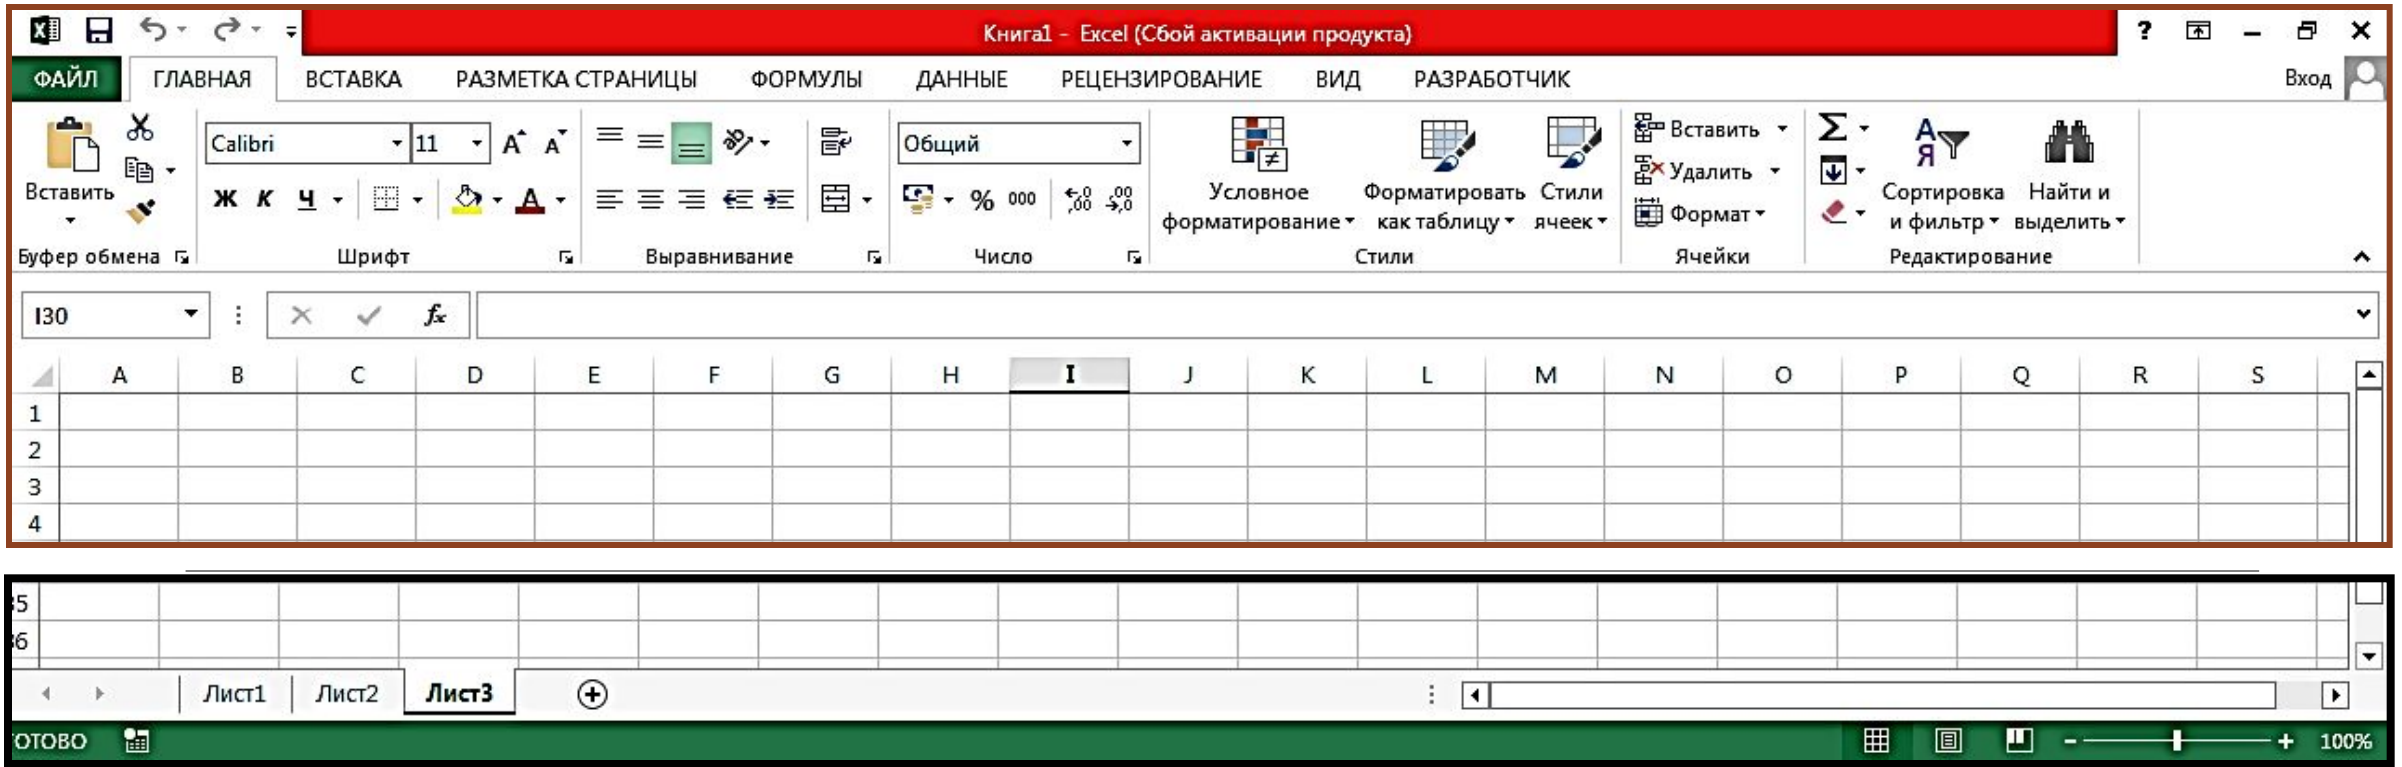 Книга1 - Excel (Сбой активации продукта) ?
ФАЙЛ ГЛАВНАЯ ВСТАВКА РАЗМЕТКА СТРАНИЦЫ ФОРМУЛЫ ДАННЫЕ РЕЦЕНЗИРОВАНИЕ ВИД РАЗРАБОТЧИК Вход
Вставить
Буфер обмена
Calibri 11
Ж К Ч
Шрифт
Выравнивание
Общий
% 000
Число
Условное форматирование
Форматировать как таблицу
Стили ячеек
Стили
Вставить
Удалить
Формат
Ячейки
Σ
Сортировка и фильтр
Найти и выделить
Редактирование
I30 fx
A B C D E F G H I J K L M N O P Q R S
1
2
3
4
35
36
Лист1 Лист2 Лист3
ОТОВО 100%